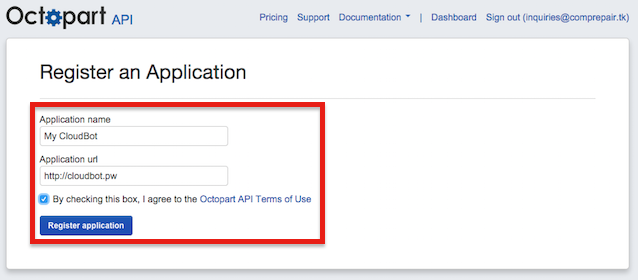 Octopart API
Pricing Support Documentation | Dashboard Sign out (inquiries@comprepair.tk)
Register an Application
Application name
My CloudBot
Application url
http://cloudbot.pw
By checking this box, I agree to the Octopart API Terms of Use
Register application